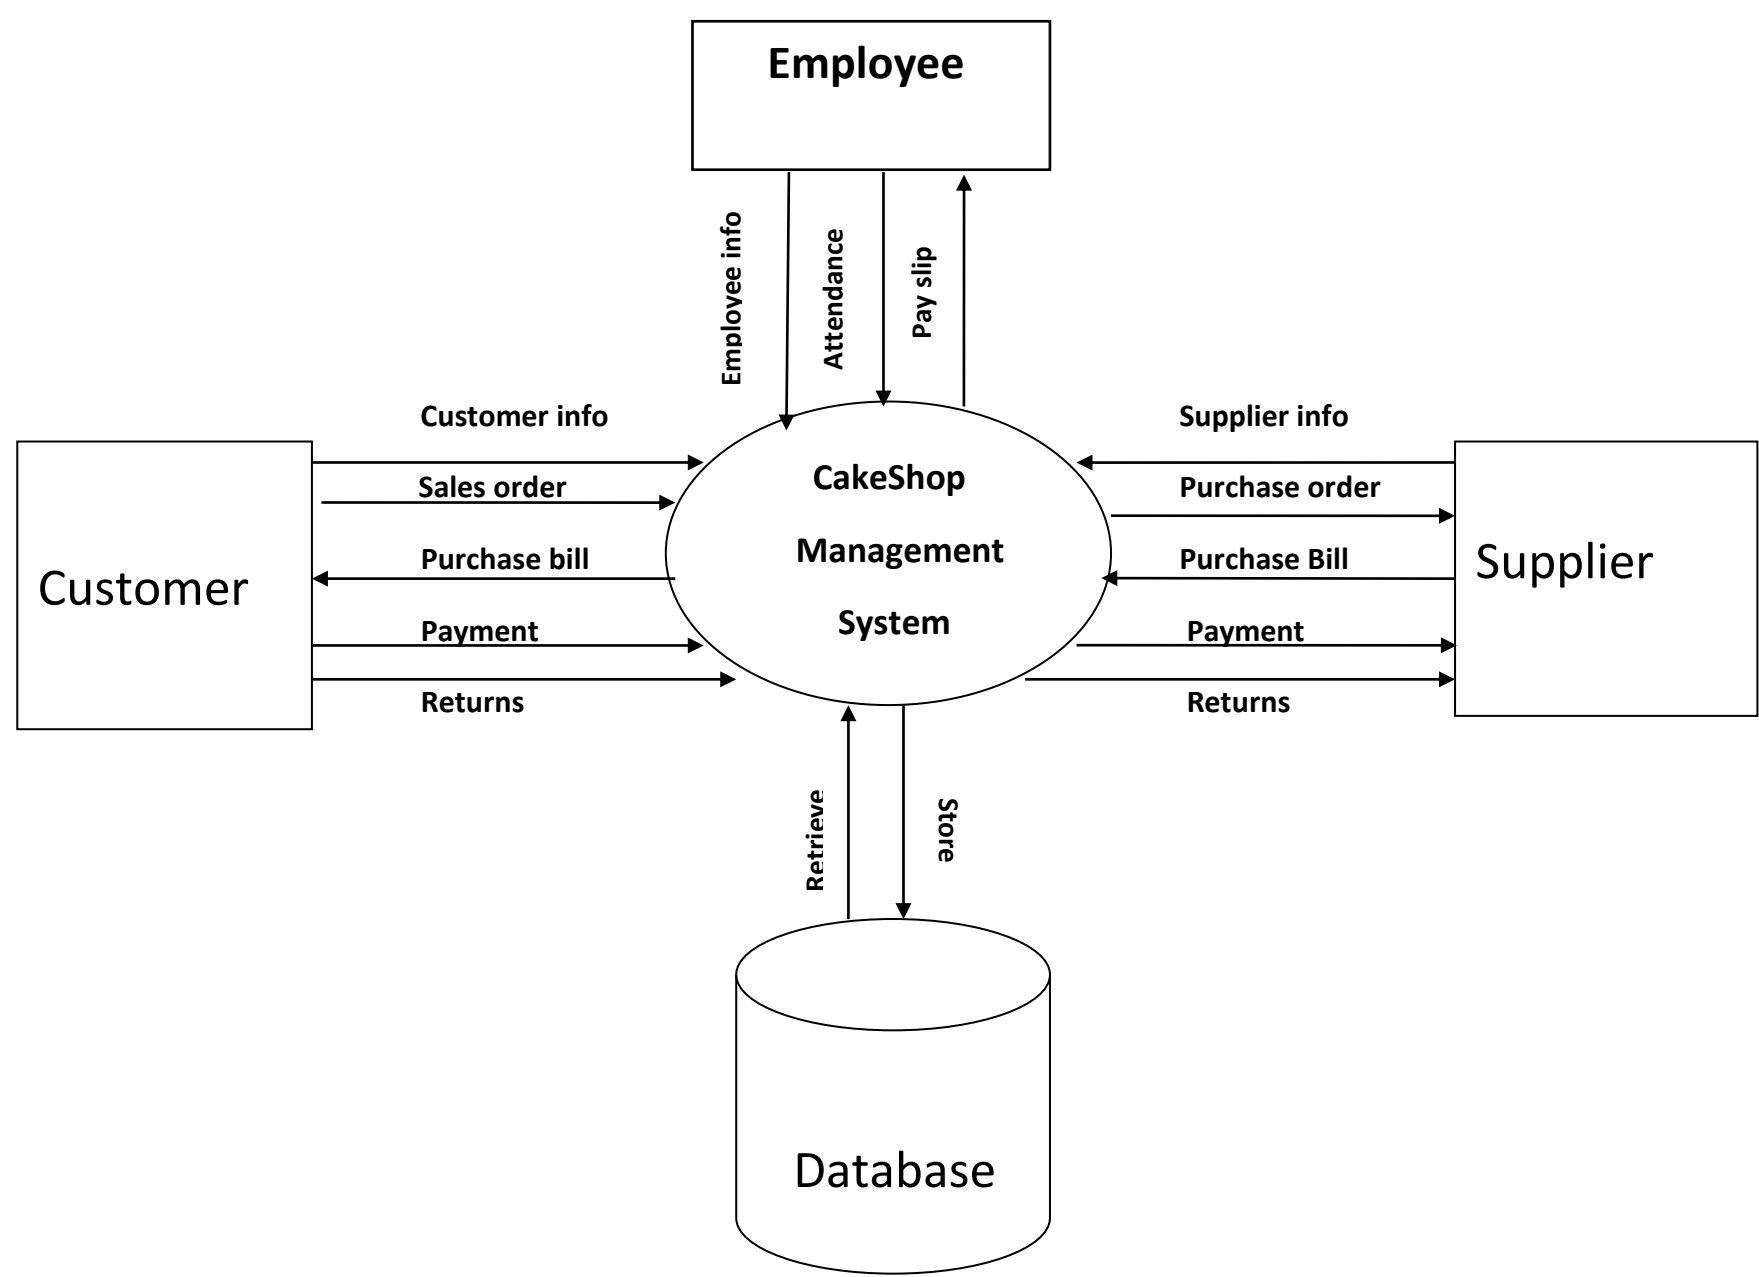 Employee
Employee info
Attendance
Pay slip
Customer info
Supplier info
Sales order
CakeShop
Purchase order
Purchase bill
Management
Purchase Bill
Customer
Supplier
Payment
System
Payment
Returns
Returns
Retrieve
Store
Database